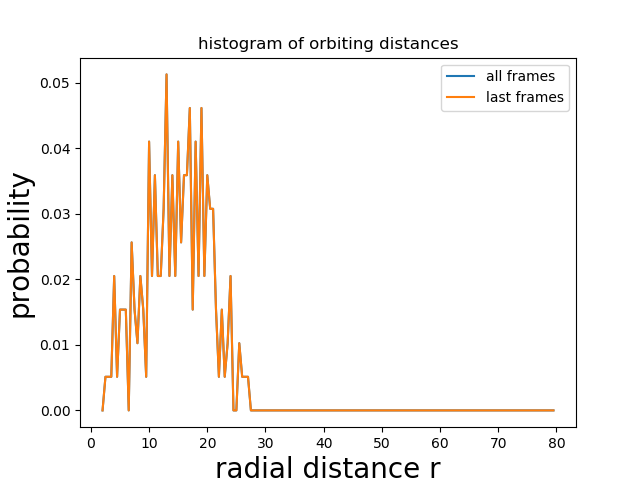 histogram of orbiting distances
all frames
last frames
probability
0.05
0.04
0.03
0.02
0.01
0.00
0 10 20 30 40 50 60 70 80
radial distance r